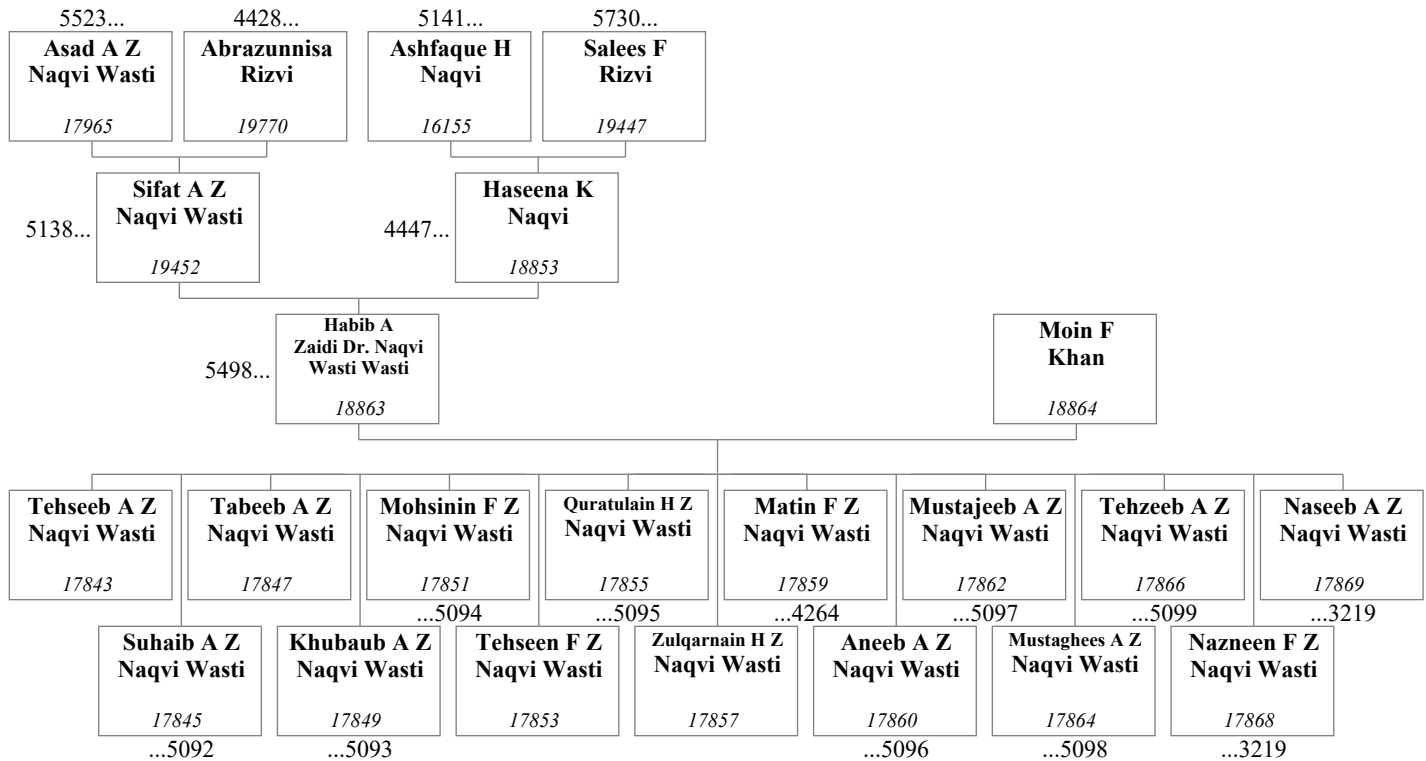 5523... 4428... 5141... 5730...
Asad A Z Abrazunnisa Ashfaque H Salees F
Naqvi Wasti Rizvi Naqvi Rizvi
17965 19770 16155 19447
Sifat A Z Haseena K
Naqvi Wasti Naqvi
5138... 4447...
19452 18853
Habib A
Zaidi Dr. Naqvi
Wasti Wasti
5498...
18863
Moin F
Khan
18864
Tehseeb A Z Tabeeb A Z Mohsinin F Z Quratulain H Z Matin F Z Mustajeeb A Z Tehzeeb A Z Naseeb A Z
Naqvi Wasti Naqvi Wasti Naqvi Wasti Naqvi Wasti Naqvi Wasti Naqvi Wasti Naqvi Wasti Naqvi Wasti
17843 17847 17851 17855 17859 17862 17866 17869
...5094 ...5095 ...4264 ...5097 ...5099 ...3219
Suhaib A Z Khubaub A Z Tehseen F Z Zulqarnain H Z Aneeb A Z Mustaghees A Z Nazneen F Z
Naqvi Wasti Naqvi Wasti Naqvi Wasti Naqvi Wasti Naqvi Wasti Naqvi Wasti Naqvi Wasti
17845 17849 17853 17857 17860 17864 17868
...5092 ...5093 ...5096 ...5098 ...3219